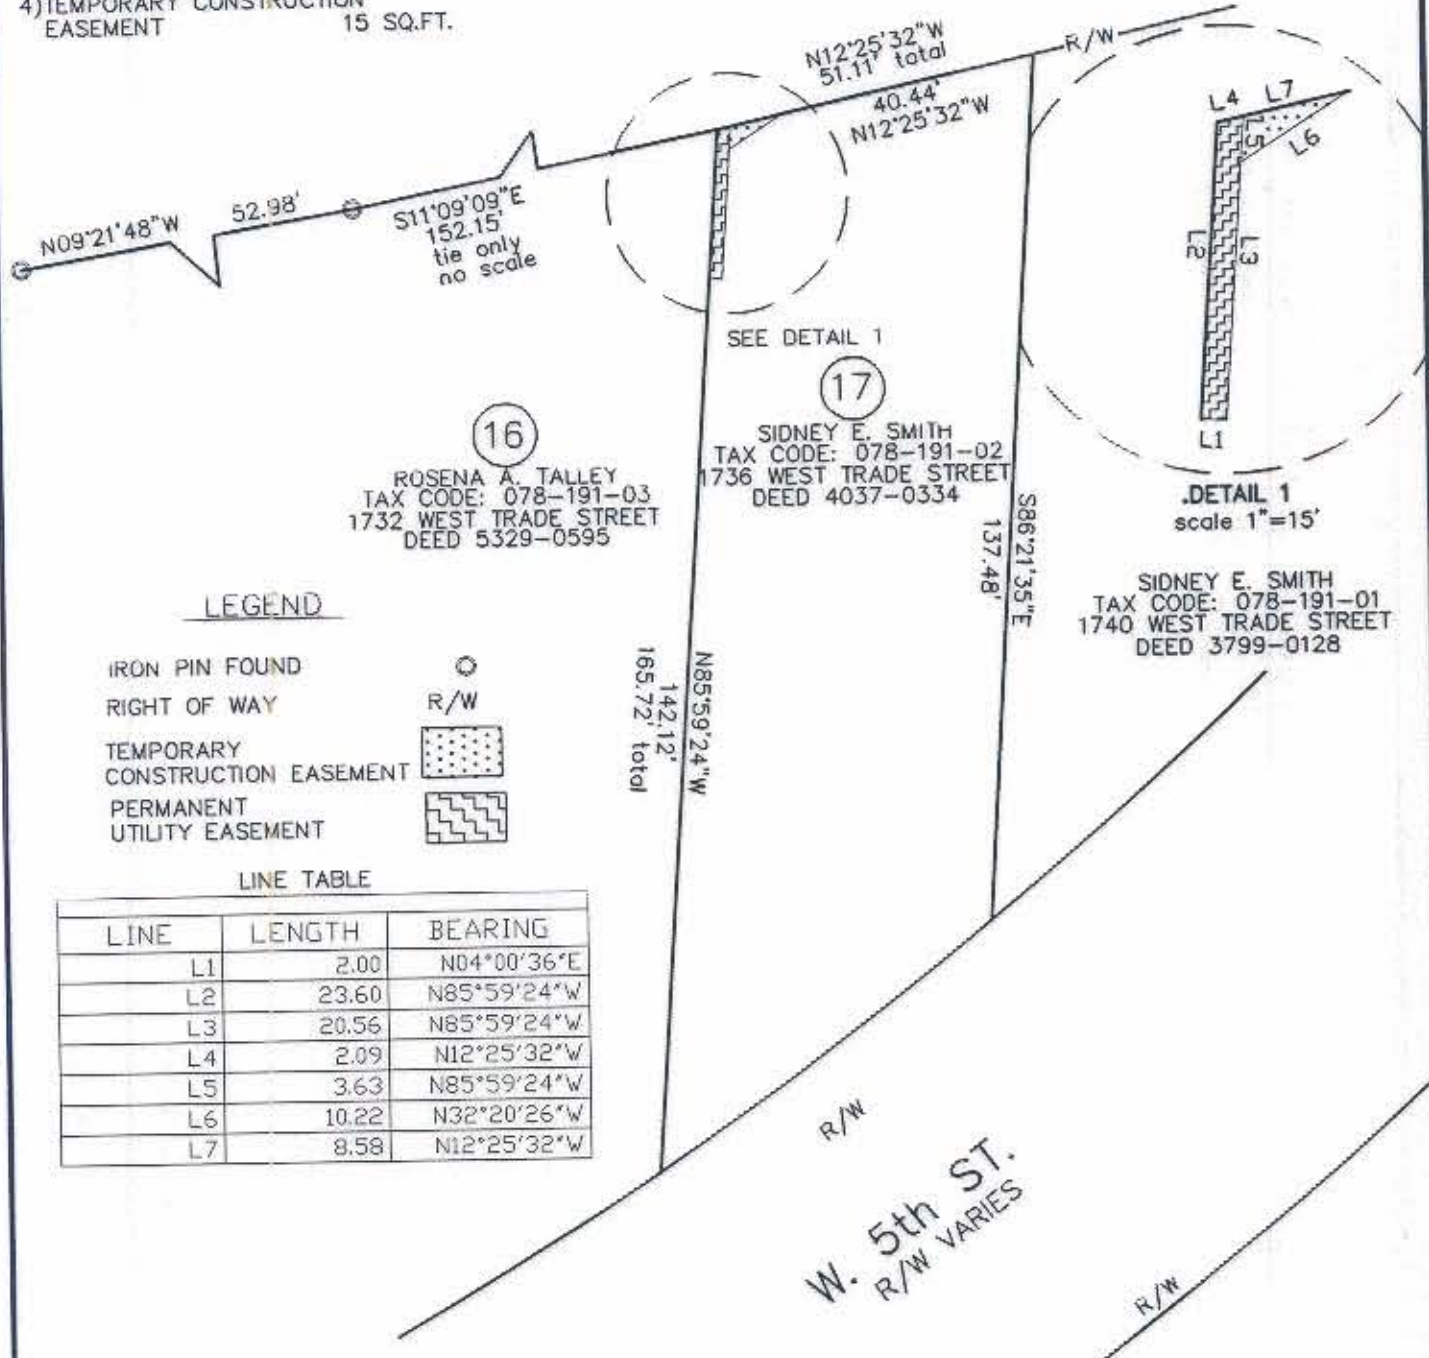 4)TEMPORARY CONSTRUCTION
EASEMENT 15 SQ.FT.
N12°25'32"W
51.11' total
R/W
40.44'
N12°25'32"W
L4 L7
L5
L6
L2
L3
L1
N09°21'48"W
52.98'
S11°09'09"E
152.15'
tie only
no scale
SEE DETAIL 1
16
ROSENA A. TALLEY
TAX CODE: 078-191-03
1732 WEST TRADE STREET
DEED 5329-0595
17
SIDNEY E. SMITH
TAX CODE: 078-191-02
1736 WEST TRADE STREET
DEED 4037-0334
S86°21'35"E
137.48'
.DETAIL 1
scale 1"=15'
SIDNEY E. SMITH
TAX CODE: 078-191-01
1740 WEST TRADE STREET
DEED 3799-0128
N85°59'24"W
142.12'
165.72' total
LEGEND
IRON PIN FOUND
RIGHT OF WAY R/W
TEMPORARY
CONSTRUCTION EASEMENT
PERMANENT
UTILITY EASEMENT
LINE TABLE
LINE LENGTH BEARING
L1 2.00 N04°00'36"E
L2 23.60 N85°59'24"W
L3 20.56 N85°59'24"W
L4 2.09 N12°25'32"W
L5 3.63 N85°59'24"W
L6 10.22 N32°20'26"W
L7 8.58 N12°25'32"W
R/W
W. 5th ST.
R/W VARIES
R/W